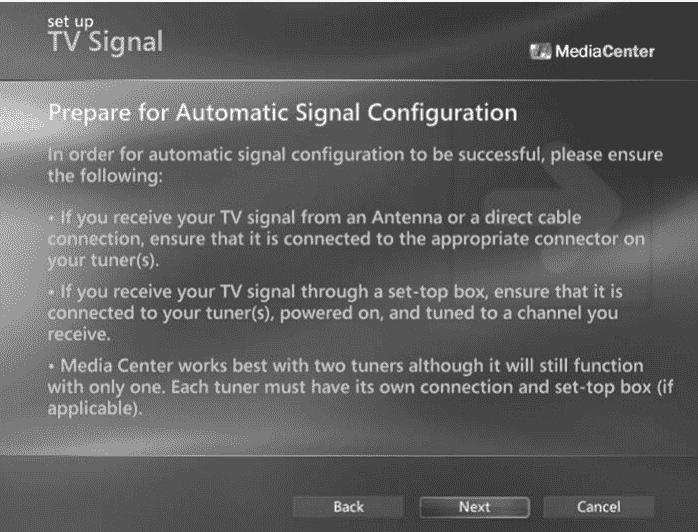 set up
TV Signal
MediaCenter
Prepare for Automatic Signal Configuration
In order for automatic signal configuration to be successful, please ensure
the following:
• If you receive your TV signal from an Antenna or a direct cable
connection, ensure that it is connected to the appropriate connector on
your tuner(s).
• If you receive your TV signal through a set-top box, ensure that it is
connected to your tuner(s), powered on, and tuned to a channel you
receive.
• Media Center works best with two tuners although it will still function
with only one. Each tuner must have its own connection and set-top box (if
applicable).
Back Next Cancel